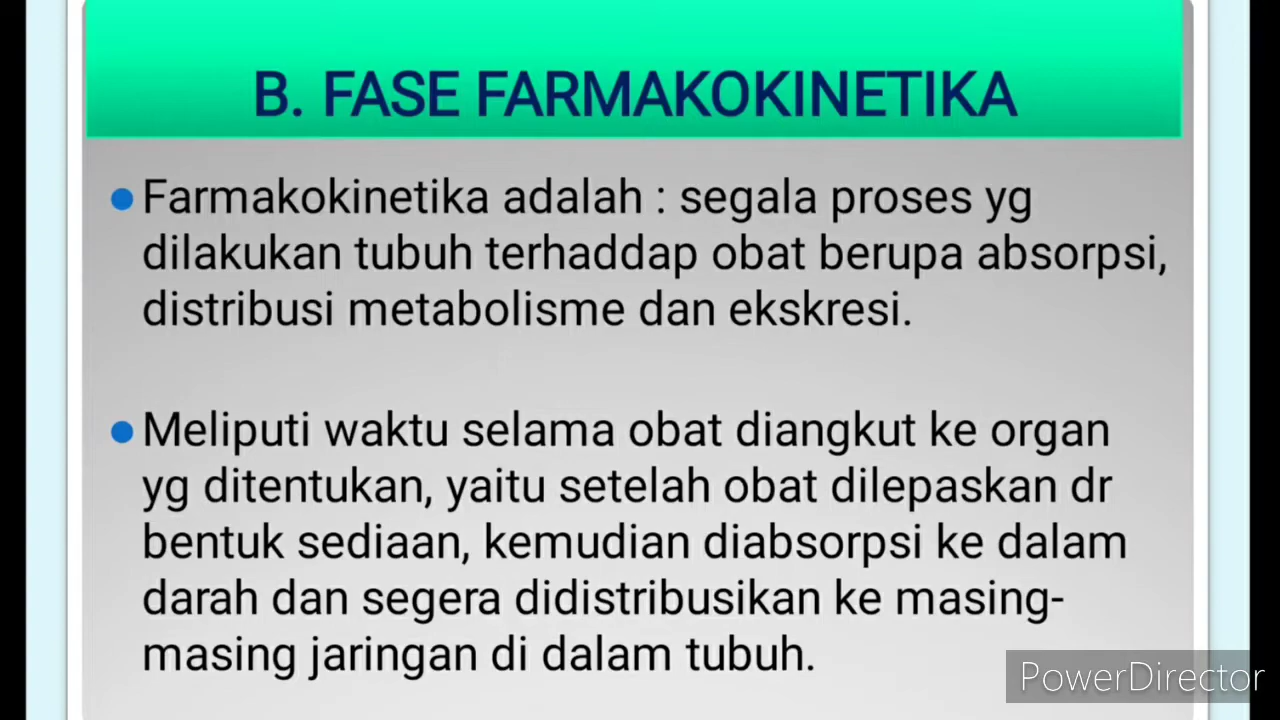 B. FASE FARMAKOKINETIKA
Farmakokinetika adalah : segala proses yg
dilakukan tubuh terhaddap obat berupa absorpsi,
distribusi metabolisme dan ekskresi.
Meliputi waktu selama obat diangkut ke organ
yg ditentukan, yaitu setelah obat dilepaskan dr
bentuk sediaan, kemudian diabsorpsi ke dalam
darah dan segera didistribusikan ke masing-
masing jaringan di dalam tubuh.
PowerDirector